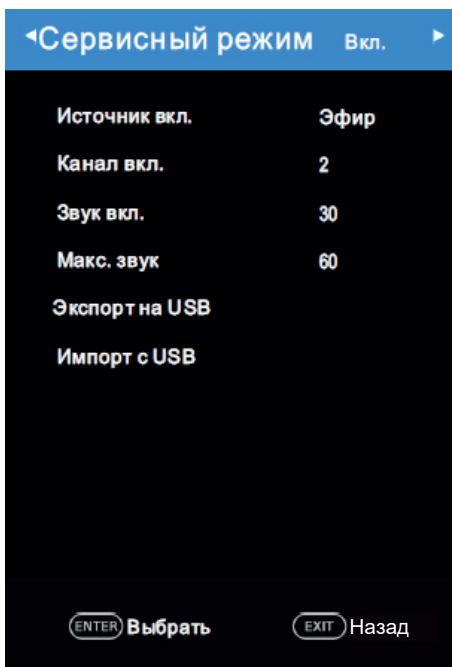 Сервисный режим Вкл.
Источник вкл. Эфир
Канал вкл. 2
Звук вкл. 30
Макс. звук 60
Экспорт на USB
Импорт с USB
ENTER Выбрать EXIT Назад